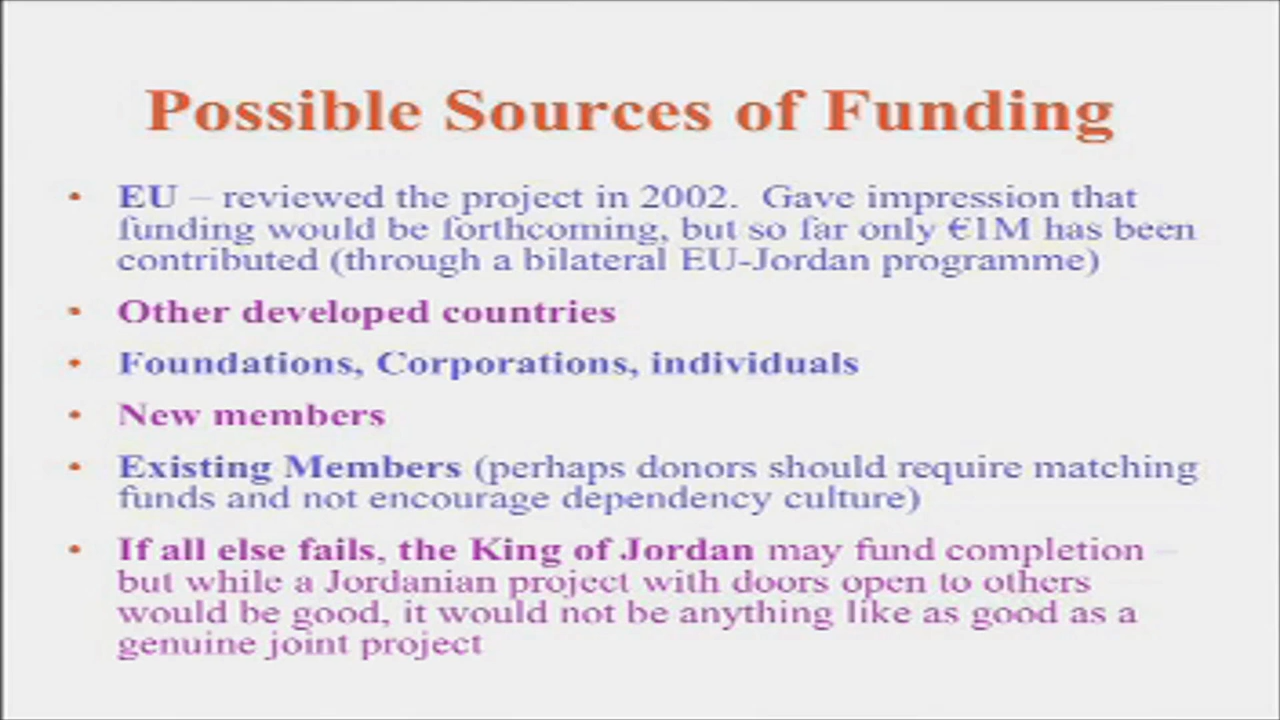 Possible Sources of Funding
• EU – reviewed the project in 2002. Gave impression that
funding would be forthcoming, but so far only €1M has been
contributed (through a bilateral EU-Jordan programme)
• Other developed countries
• Foundations, Corporations, individuals
• New members
• Existing Members (perhaps donors should require matching
funds and not encourage dependency culture)
• If all else fails, the King of Jordan may fund completion –
but while a Jordanian project with doors open to others
would be good, it would not be anything like as good as a
genuine joint project